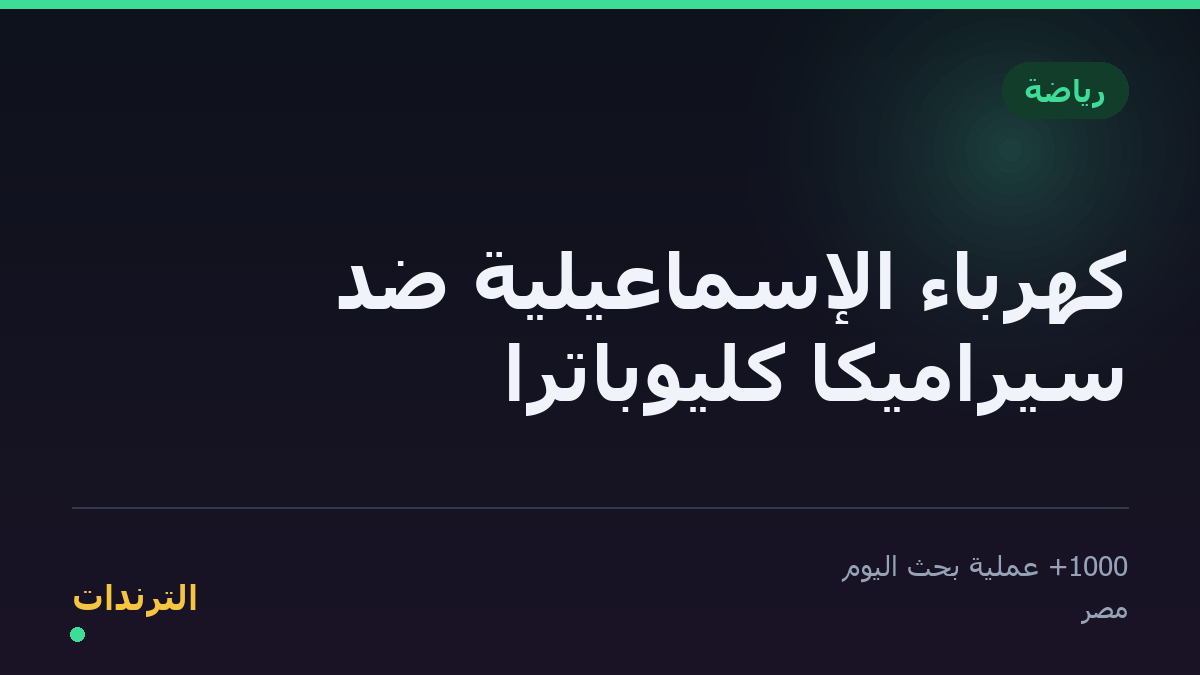 رياضة
كهرباء الإسماعيلية ضد
سيراميكا كليوباترا
1000+ عملية بحث اليوم
مصر
الترندات